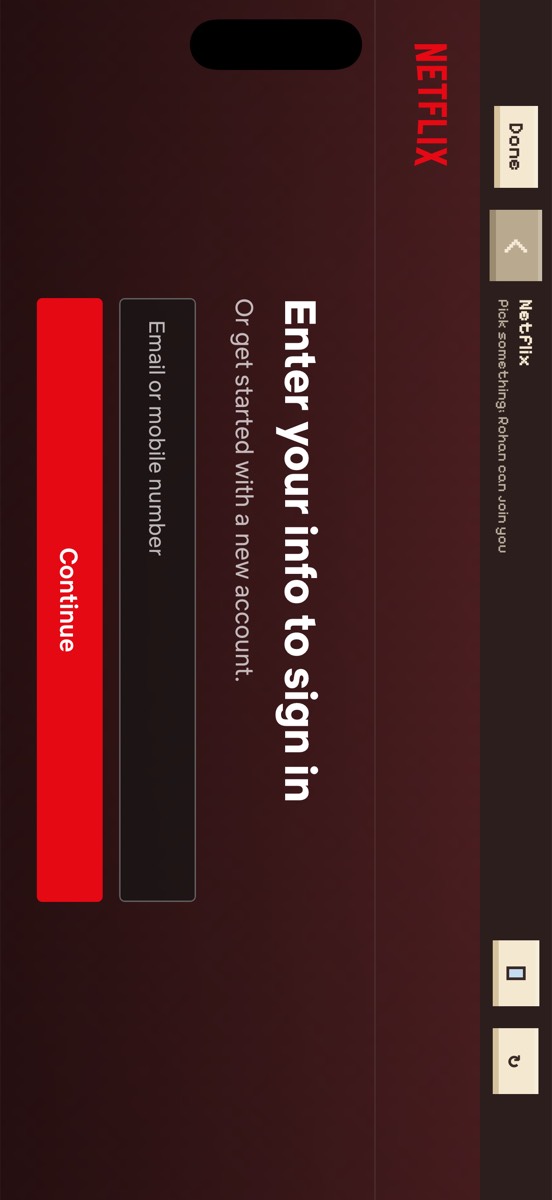 Done
Netflix
Pick something; Rohan can join you
NETFLIX
Enter your info to sign in
Or get started with a new account.
Email or mobile number
Continue